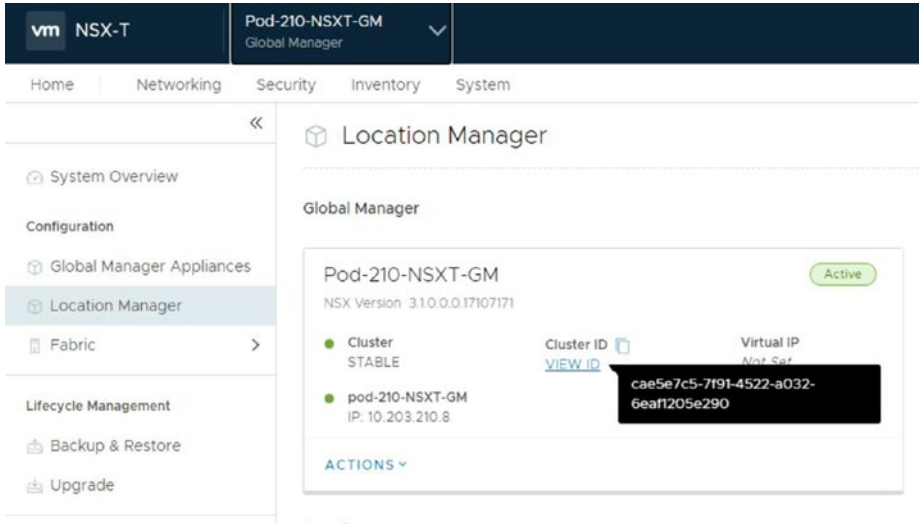 vm NSX-T
Pod-210-NSXT-GM
Global Manager
Home Networking Security Inventory System
«
System Overview
Configuration
Global Manager Appliances
Location Manager
Fabric
Lifecycle Management
Backup & Restore
Upgrade
Location Manager
Global Manager
Pod-210-NSXT-GM
Active
NSX Version 3.1.0.0.0.17107171
Cluster
STABLE
Cluster ID
VIEW ID
Virtual IP
Not Set
cae5e7c5-7f91-4522-a032-
6eaf1205e290
pod-210-NSXT-GM
IP: 10.203.210.8
ACTIONS